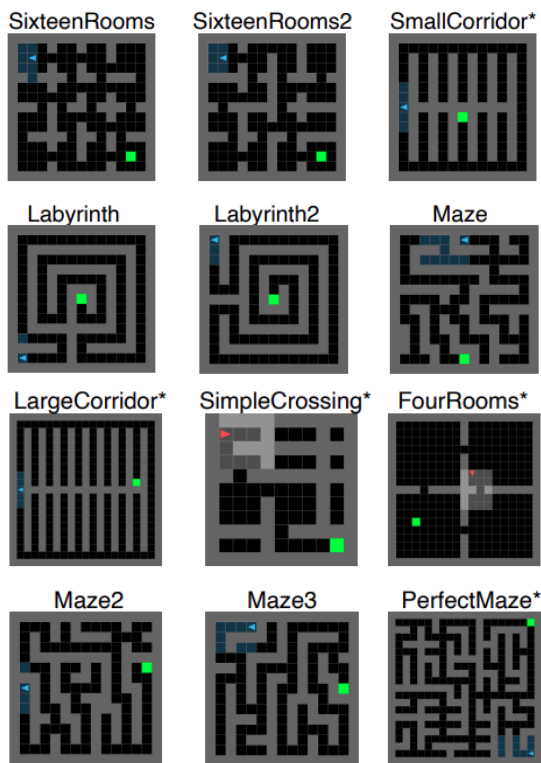 SixteenRooms
SixteenRooms2
SmallCorridor*
Labyrinth
Labyrinth2
Maze
LargeCorridor*
SimpleCrossing*
FourRooms*
Maze2
Maze3
PerfectMaze*